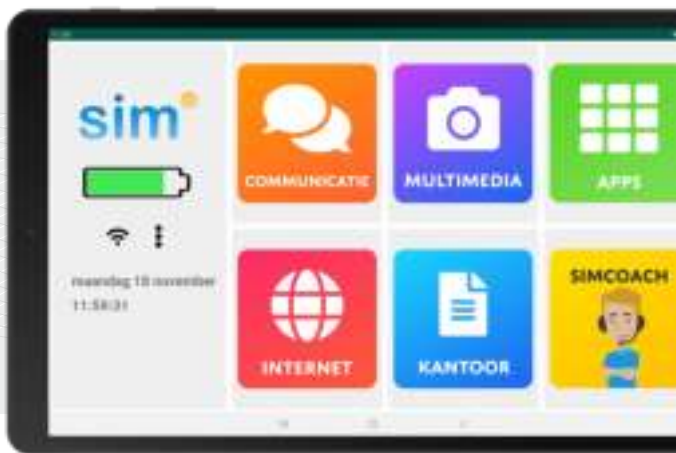 sim
maandag 18 november
11:58:31
COMMUNICATIE
MULTIMEDIA
APPS
INTERNET
KANTOOR
SIMCOACH